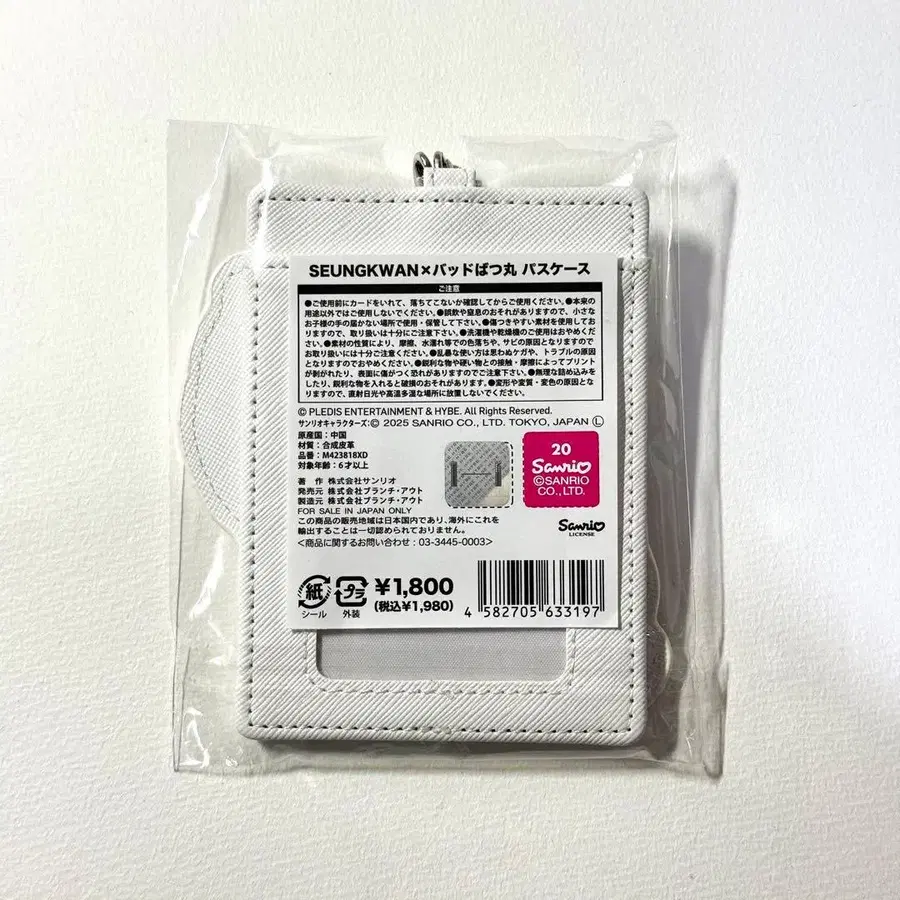 SEUNGKWAN×バッドばつ丸 パスケース
ご注意
●ご使用前にカードをいれて、落ちてこないか確認してからご使用ください。●本来の
用途以外ではご使用しないでください。●誤飲や窒息のおそれがありますので、小さな
お子様の手の届かない場所で使用・保管して下さい。●傷つきやすい素材を使用してお
りますので、取り扱いは十分にご注意下さい。●洗濯機や乾燥機のご使用はおやめくだ
さい。●素材の性質により、摩擦、水濡れ等での色落ちや、サビの原因となりますので
お取り扱いには十分ご注意ください。●乱暴な使い方は思わぬケガや、トラブルの原因
となりますのでおやめください。●鋭利な物や硬い物との接触・摩擦によってプリント
が剥がれたり、表面に傷がつく恐れがありますのでご注意下さい。●無理な詰め込みを
したり、鋭利な物を入れると破損のおそれがあります。●変形や変質・変色の原因とな
りますので、直射日光や高温多湿な場所に放置しないでください。
© PLEDIS ENTERTAINMENT & HYBE. All Rights Reserved.
サンリオキャラクターズ:© 2025 SANRIO CO., LTD. TOKYO, JAPAN Ⓛ
原産国:中国
材質:合成皮革
品番:M423818XD
対象年齢:6才以上
著作 株式会社サンリオ
発売元 株式会社ブランチ・アウト
製造元 株式会社ブランチ・アウト
FOR SALE IN JAPAN ONLY
この商品の販売地域は日本国内であり、海外にこれを
輸出することは一切認められておりません。
<商品に関するお問い合わせ:03-3445-0003>
20
Sanrio
©SANRIO
CO., LTD.
Sanrio
LICENSE
紙
シール
プラ
外装
¥1,800
(税込¥1,980)
4 582705 633197